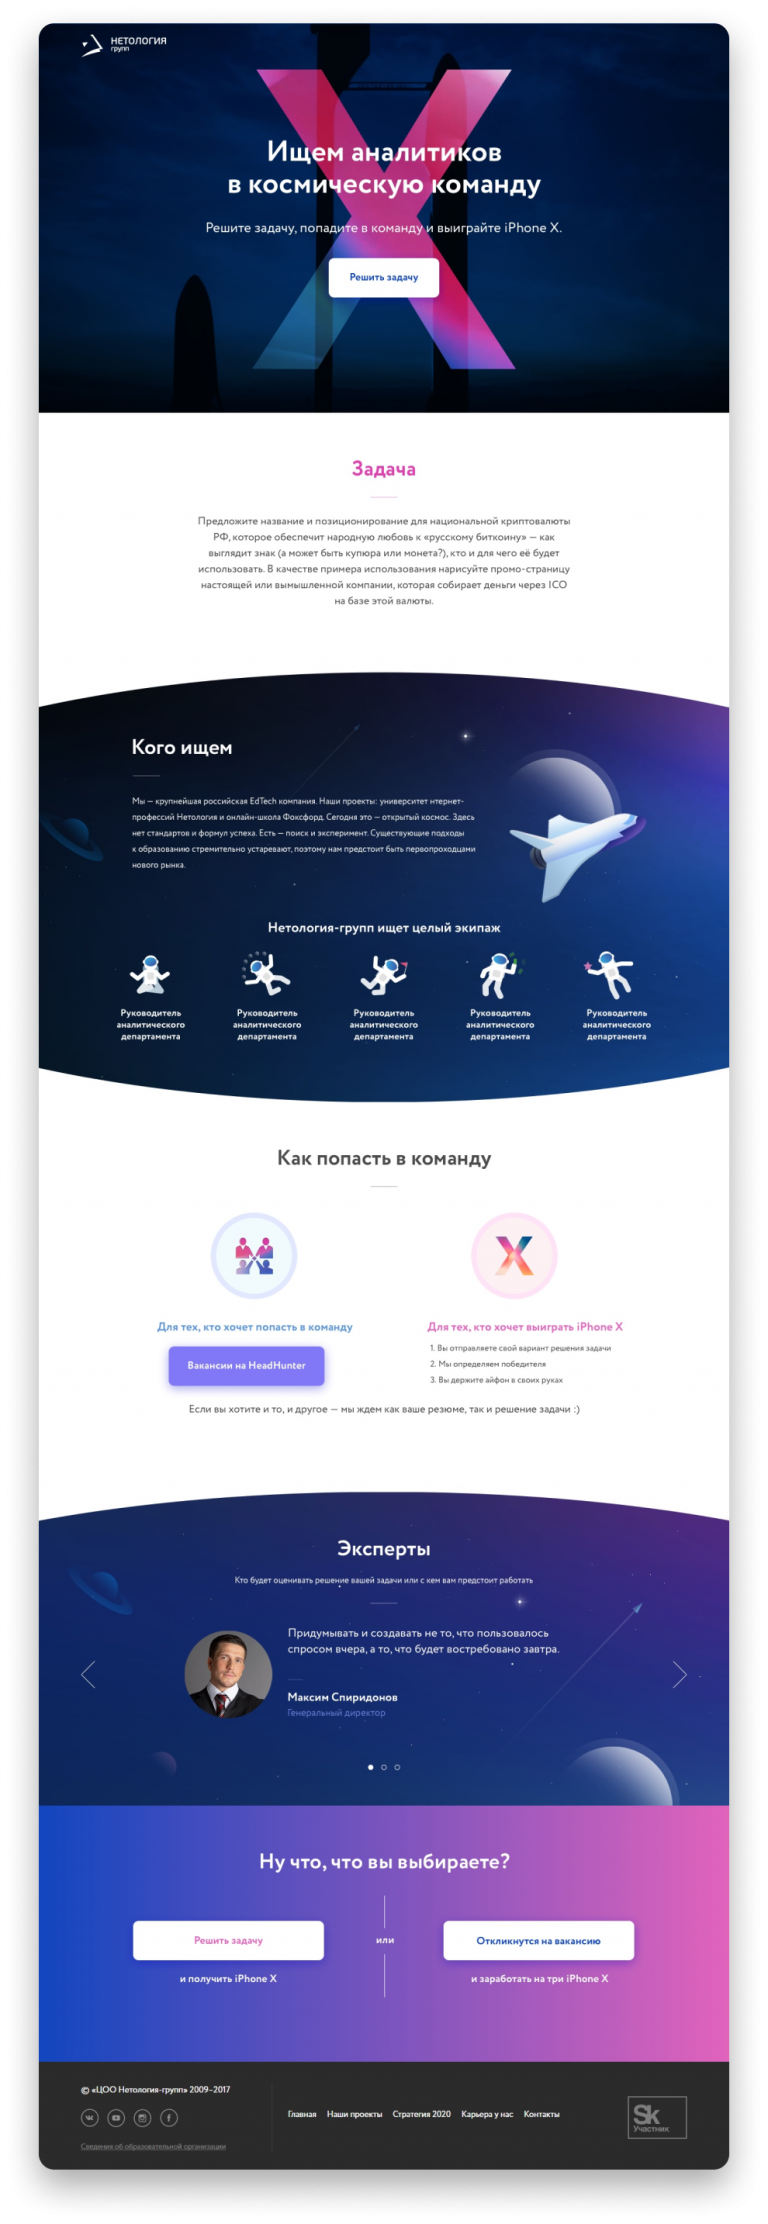 НЕТОЛОГИЯ
групп
Ищем аналитиков
в космическую команду
Решите задачу, попадите в команду и выиграйте iPhone X.
Решить задачу
Задача
Предложите название и позиционирование для национальной криптовалюты
РФ, которое обеспечит народную любовь к «русскому биткоину» — как
выглядит знак (а может быть купюра или монета?), кто и для чего её будет
использовать. В качестве примера использования нарисуйте промо-страницу
настоящей или вымышленной компании, которая собирает деньги через ICO
на базе этой валюты.
Кого ищем
Мы — крупнейшая российская EdTech компания. Наши проекты: университет нтернет-
профессий Нетология и онлайн-школа Фоксфорд. Сегодня это — открытый космос. Здесь
нет стандартов и формул успеха. Есть — поиск и эксперимент. Существующие подходы
к образованию стремительно устаревают, поэтому нам предстоит быть первопроходцами
нового рынка.
Нетология-групп ищет целый экипаж
Руководитель
аналитического
департамента
Руководитель
аналитического
департамента
Руководитель
аналитического
департамента
Руководитель
аналитического
департамента
Руководитель
аналитического
департамента
Как попасть в команду
Для тех, кто хочет попасть в команду
Вакансии на HeadHunter
Для тех, кто хочет выиграть iPhone X
1. Вы отправляете свой вариант решения задачи
2. Мы определяем победителя
3. Вы держите айфон в своих руках
Если вы хотите и то, и другое — мы ждем как ваше резюме, так и решение задачи :)
Эксперты
Кто будет оценивать решение вашей задачи или с кем вам предстоит работать
Придумывать и создавать не то, что пользовалось
спросом вчера, а то, что будет востребовано завтра.
Максим Спиридонов
Генеральный директор
Ну что, что вы выбираете?
Решить задачу
и получить iPhone X
или
Откликнутся на вакансию
и заработать на три iPhone X
© «ЦОО Нетология-групп» 2009–2017
Сведения об образовательной организации
Главная Наши проекты Стратегия 2020 Карьера у нас Контакты
Sk
Участник